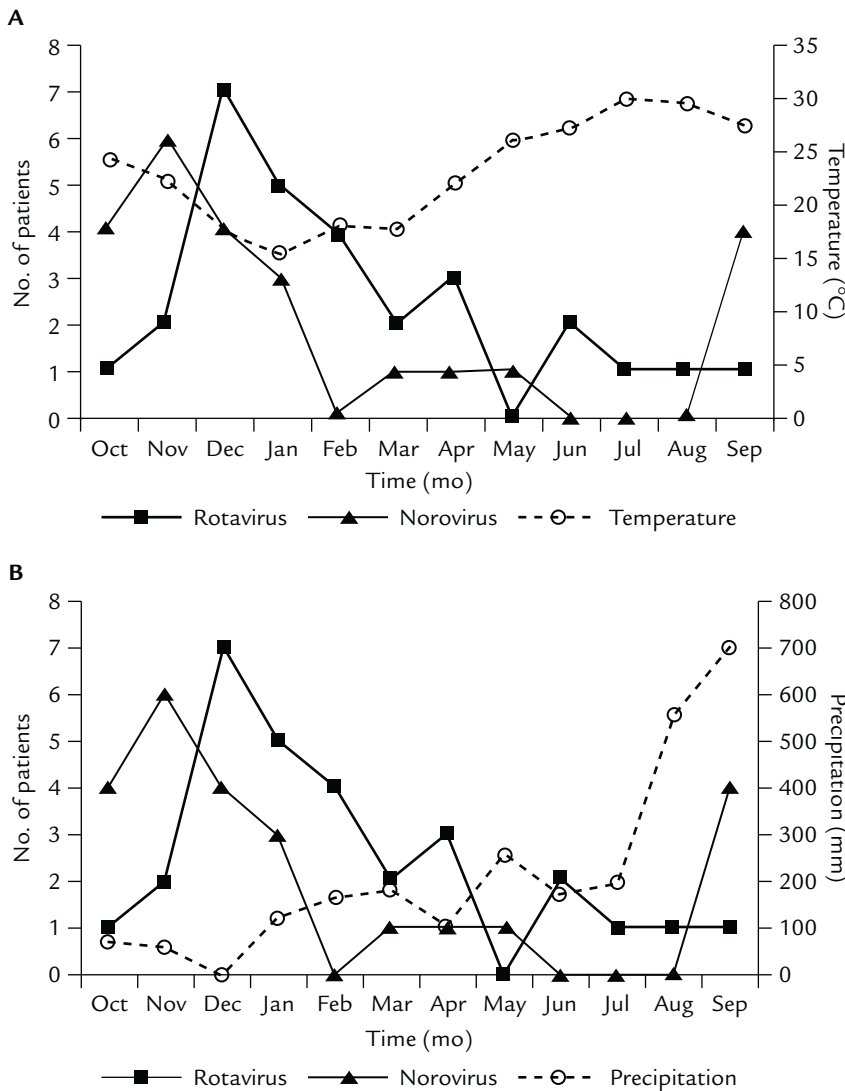 A
8
7
6
5
4
3
2
1
0
No. of patients
35
30
25
20
15
10
5
0
Temperature (°C)
Oct Nov Dec Jan Feb Mar Apr May Jun Jul Aug Sep
Time (mo)
Rotavirus Norovirus Temperature
B
8
7
6
5
4
3
2
1
0
No. of patients
800
700
600
500
400
300
200
100
0
Precipitation (mm)
Oct Nov Dec Jan Feb Mar Apr May Jun Jul Aug Sep
Time (mo)
Rotavirus Norovirus Precipitation